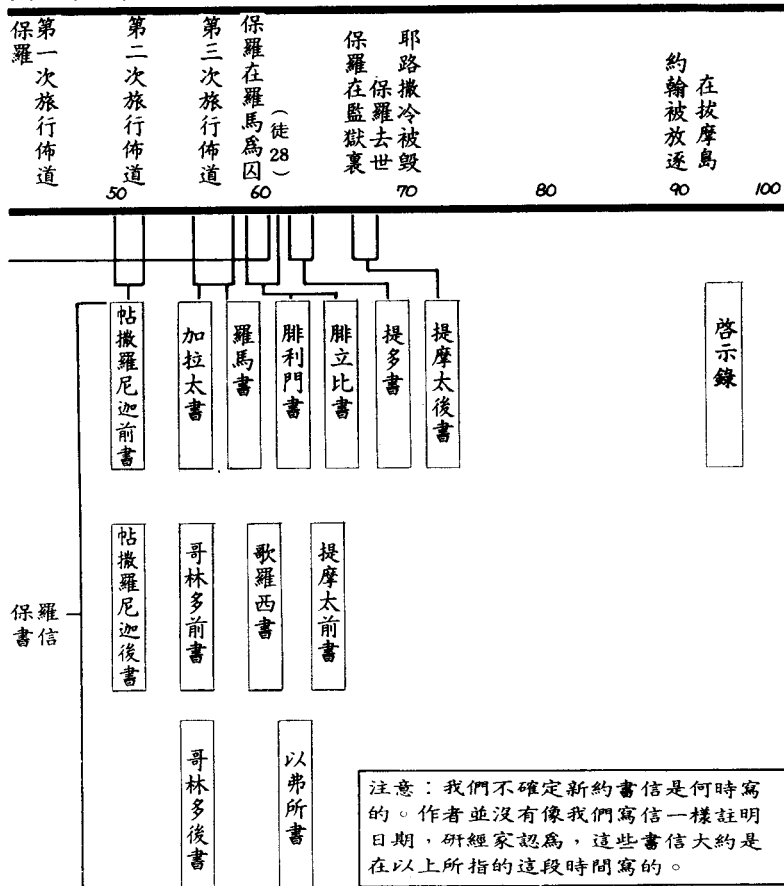 保羅
第一次旅行佈道
第二次旅行佈道
第三次旅行佈道
保羅在羅馬爲囚
（徒28）
保羅在監獄裏
保羅去世
耶路撒冷被毀
約翰被放逐
在拔摩島
50 60 70 80 90 100
帖撒羅尼迦前書
加拉太書
羅馬書
腓利門書
腓立比書
提多書
提摩太後書
啓示錄
保羅
書信
帖撒羅尼迦後書
哥林多前書
歌羅西書
提摩太前書
哥林多後書
以弗所書
注意：我們不確定新約書信是何時寫
的。作者並沒有像我們寫信一樣註明
日期，研經家認爲，這些書信大約是
在以上所指的這段時間寫的。